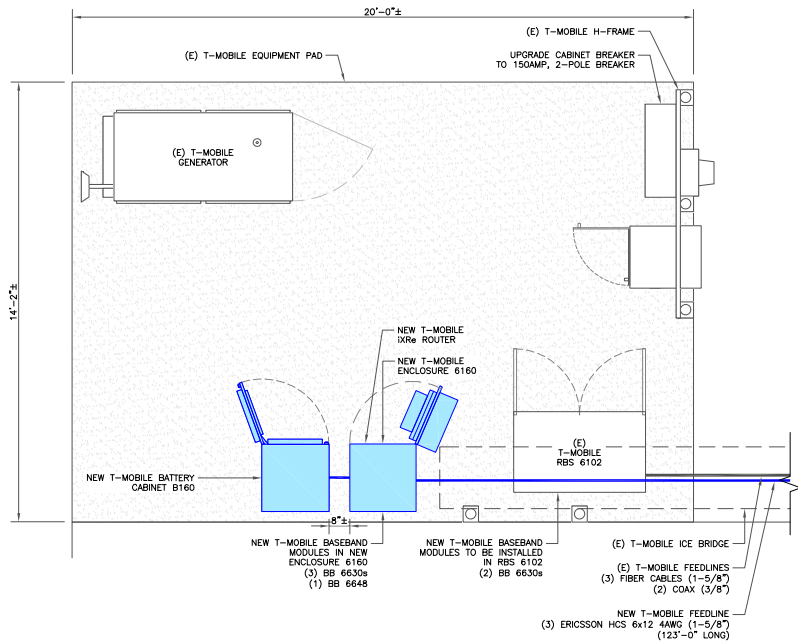 20'-0"±
(E) T-MOBILE H-FRAME
(E) T-MOBILE EQUIPMENT PAD
UPGRADE CABINET BREAKER
TO 150AMP, 2-POLE BREAKER
(E) T-MOBILE
GENERATOR
14'-2"±
NEW T-MOBILE
iXRe ROUTER
NEW T-MOBILE
ENCLOSURE 6160
(E)
T-MOBILE
RBS 6102
NEW T-MOBILE BATTERY
CABINET B160
8"±
NEW T-MOBILE BASEBAND
MODULES IN NEW
ENCLOSURE 6160
(3) BB 6630s
(1) BB 6648
NEW T-MOBILE BASEBAND
MODULES TO BE INSTALLED
IN RBS 6102
(2) BB 6630s
(E) T-MOBILE ICE BRIDGE
(E) T-MOBILE FEEDLINES
(3) FIBER CABLES (1-5/8")
(2) COAX (3/8")
NEW T-MOBILE FEEDLINE
(3) ERICSSON HCS 6x12 4AWG (1-5/8")
(123'-0" LONG)